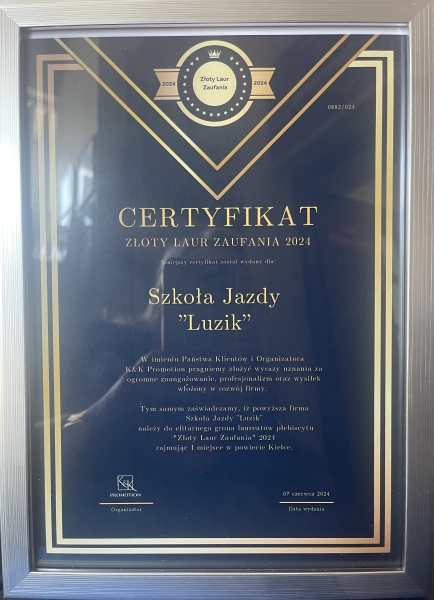 2024
Złoty Laur
Zaufania
2024
0882/024
CERTYFIKAT
ZŁOTY LAUR ZAUFANIA 2024
Niniejszy certyfikat został wydany dla:
Szkoła Jazdy
"Luzik"
W imieniu Państwa Klientów i Organizatora
K&K Promotion pragniemy złożyć wyrazy uznania za
ogromne zaangażowanie, profesjonalizm oraz wysiłek
włożony w rozwój firmy.
Tym samym zaświadczamy, iż powyższa firma
Szkoła Jazdy "Luzik"
należy do elitarnego grona laureatów plebiscytu
"Złoty Laur Zaufania" 2024
zajmując I miejsce w powiecie Kielce.
K&K
PROMOTION
Organizator
07 czerwca 2024
Data wydania